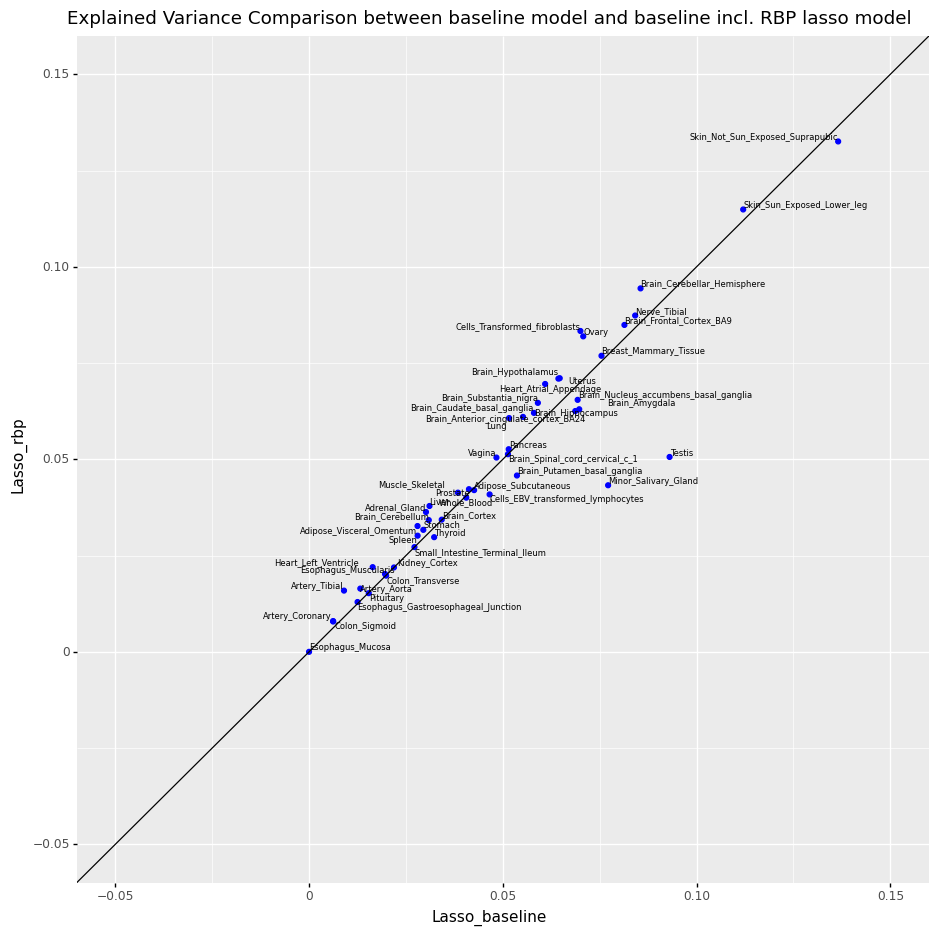 Explained Variance Comparison between baseline model and baseline incl. RBP lasso model
0.15
Skin_Not_Sun_Exposed_Suprapubic
Skin_Sun_Exposed_Lower_leg
0.10
Brain_Cerebellar_Hemisphere
Nerve_Tibial
Brain_Frontal_Cortex_BA9
Cells_Transformed_fibroblasts
Ovary
Breast_Mammary_Tissue
Brain_Hypothalamus
Uterus
Heart_Atrial_Appendage
Brain_Nucleus_accumbens_basal_ganglia
Brain_Substantia_nigra
Brain_Amygdala
Brain_Caudate_basal_ganglia
Brain_Hippocampus
Brain_Anterior_cingulate_cortex_BA24
Lung
Pancreas
Vagina
Testis
0.05
Brain_Spinal_cord_cervical_c_1
Brain_Putamen_basal_ganglia
Minor_Salivary_Gland
Muscle_Skeletal
Adipose_Subcutaneous
Prostate
Cells_EBV_transformed_lymphocytes
Liver
Whole_Blood
Adrenal_Gland
Brain_Cerebellum
Brain_Cortex
Stomach
Adipose_Visceral_Omentum
Thyroid
Spleen
Small_Intestine_Terminal_Ileum
Heart_Left_Ventricle
Kidney_Cortex
Esophagus_Muscularis
Colon_Transverse
Artery_Tibial
Artery_Aorta
Pituitary
Esophagus_Gastroesophageal_Junction
Artery_Coronary
Colon_Sigmoid
Esophagus_Mucosa
0
−0.05
Lasso_rbp
−0.05
0
0.05
0.10
0.15
Lasso_baseline